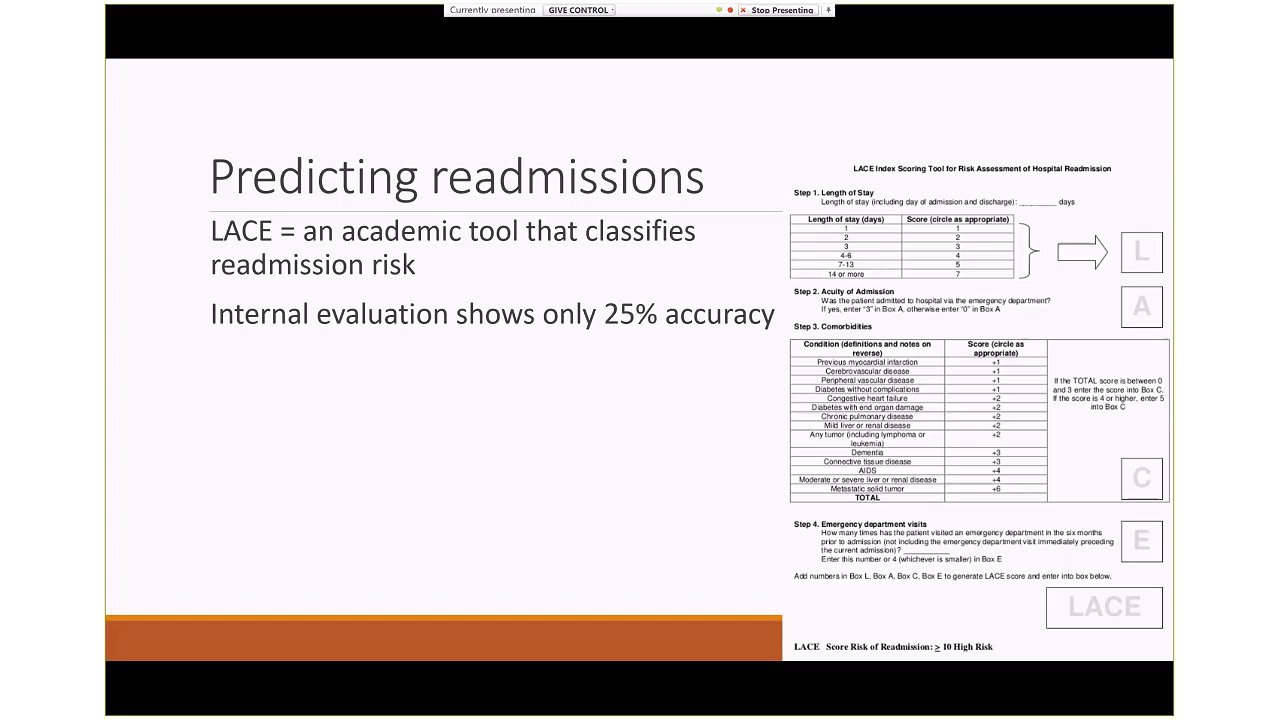 Currently presenting GIVE CONTROL Stop Presenting
Predicting readmissions
LACE = an academic tool that classifies
readmission risk
Internal evaluation shows only 25% accuracy
LACE Index Scoring Tool for Risk Assessment of Hospital Readmission
Step 1. Length of Stay
Length of stay (including day of admission and discharge): _________ days
Length of stay (days) Score (circle as appropriate)
1 1
2 2
3 3
4-6 4
7-13 5
14 or more 7
L
Step 2. Acuity of Admission
Was the patient admitted to hospital via the emergency department?
If yes, enter “3” in Box A, otherwise enter “0” in Box A
A
Step 3. Comorbidities
Condition (definitions and notes on
reverse)
Score (circle as
appropriate)
Previous myocardial infarction +1
Cerebrovascular disease +1
Peripheral vascular disease +1
Diabetes without complications +1
Congestive heart failure +2
Diabetes with end organ damage +2
Chronic pulmonary disease +2
Mild liver or renal disease +2
Any tumor (including lymphoma or
leukemia)
+2
Dementia +3
Connective tissue disease +3
AIDS +4
Moderate or severe liver or renal disease +4
Metastatic solid tumor +6
TOTAL
If the TOTAL score is between 0
and 3 enter the score into Box C.
If the score is 4 or higher, enter 5
into Box C
C
Step 4. Emergency department visits
How many times has the patient visited an emergency department in the six months
prior to admission (not including the emergency department visit immediately preceding
the current admission)? ___________
Enter this number or 4 (whichever is smaller) in Box E
E
Add numbers in Box L, Box A, Box C, Box E to generate LACE score and enter into box below.
LACE
LACE Score Risk of Readmission: ≥ 10 High Risk